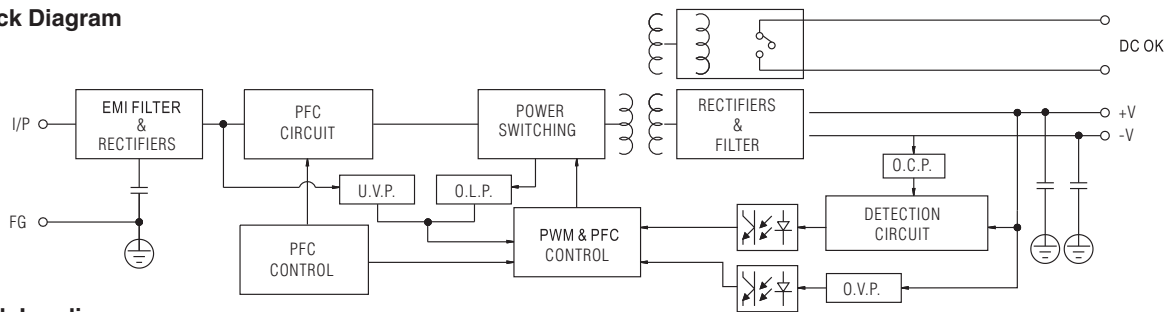 ck Diagram
DC OK
I/P
EMI FILTER
&
RECTIFIERS
PFC
CIRCUIT
POWER
SWITCHING
RECTIFIERS
&
FILTER
+V
-V
U.V.P.
O.L.P.
O.C.P.
FG
PFC
CONTROL
PWM & PFC
CONTROL
DETECTION
CIRCUIT
O.V.P.